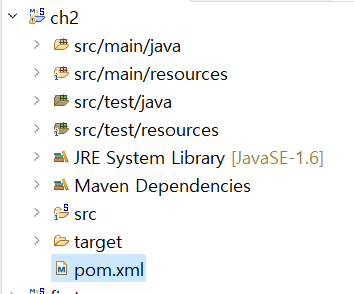 ch2
src/main/java
src/main/resources
src/test/java
src/test/resources
JRE System Library [JavaSE-1.6]
Maven Dependencies
src
target
pom.xml